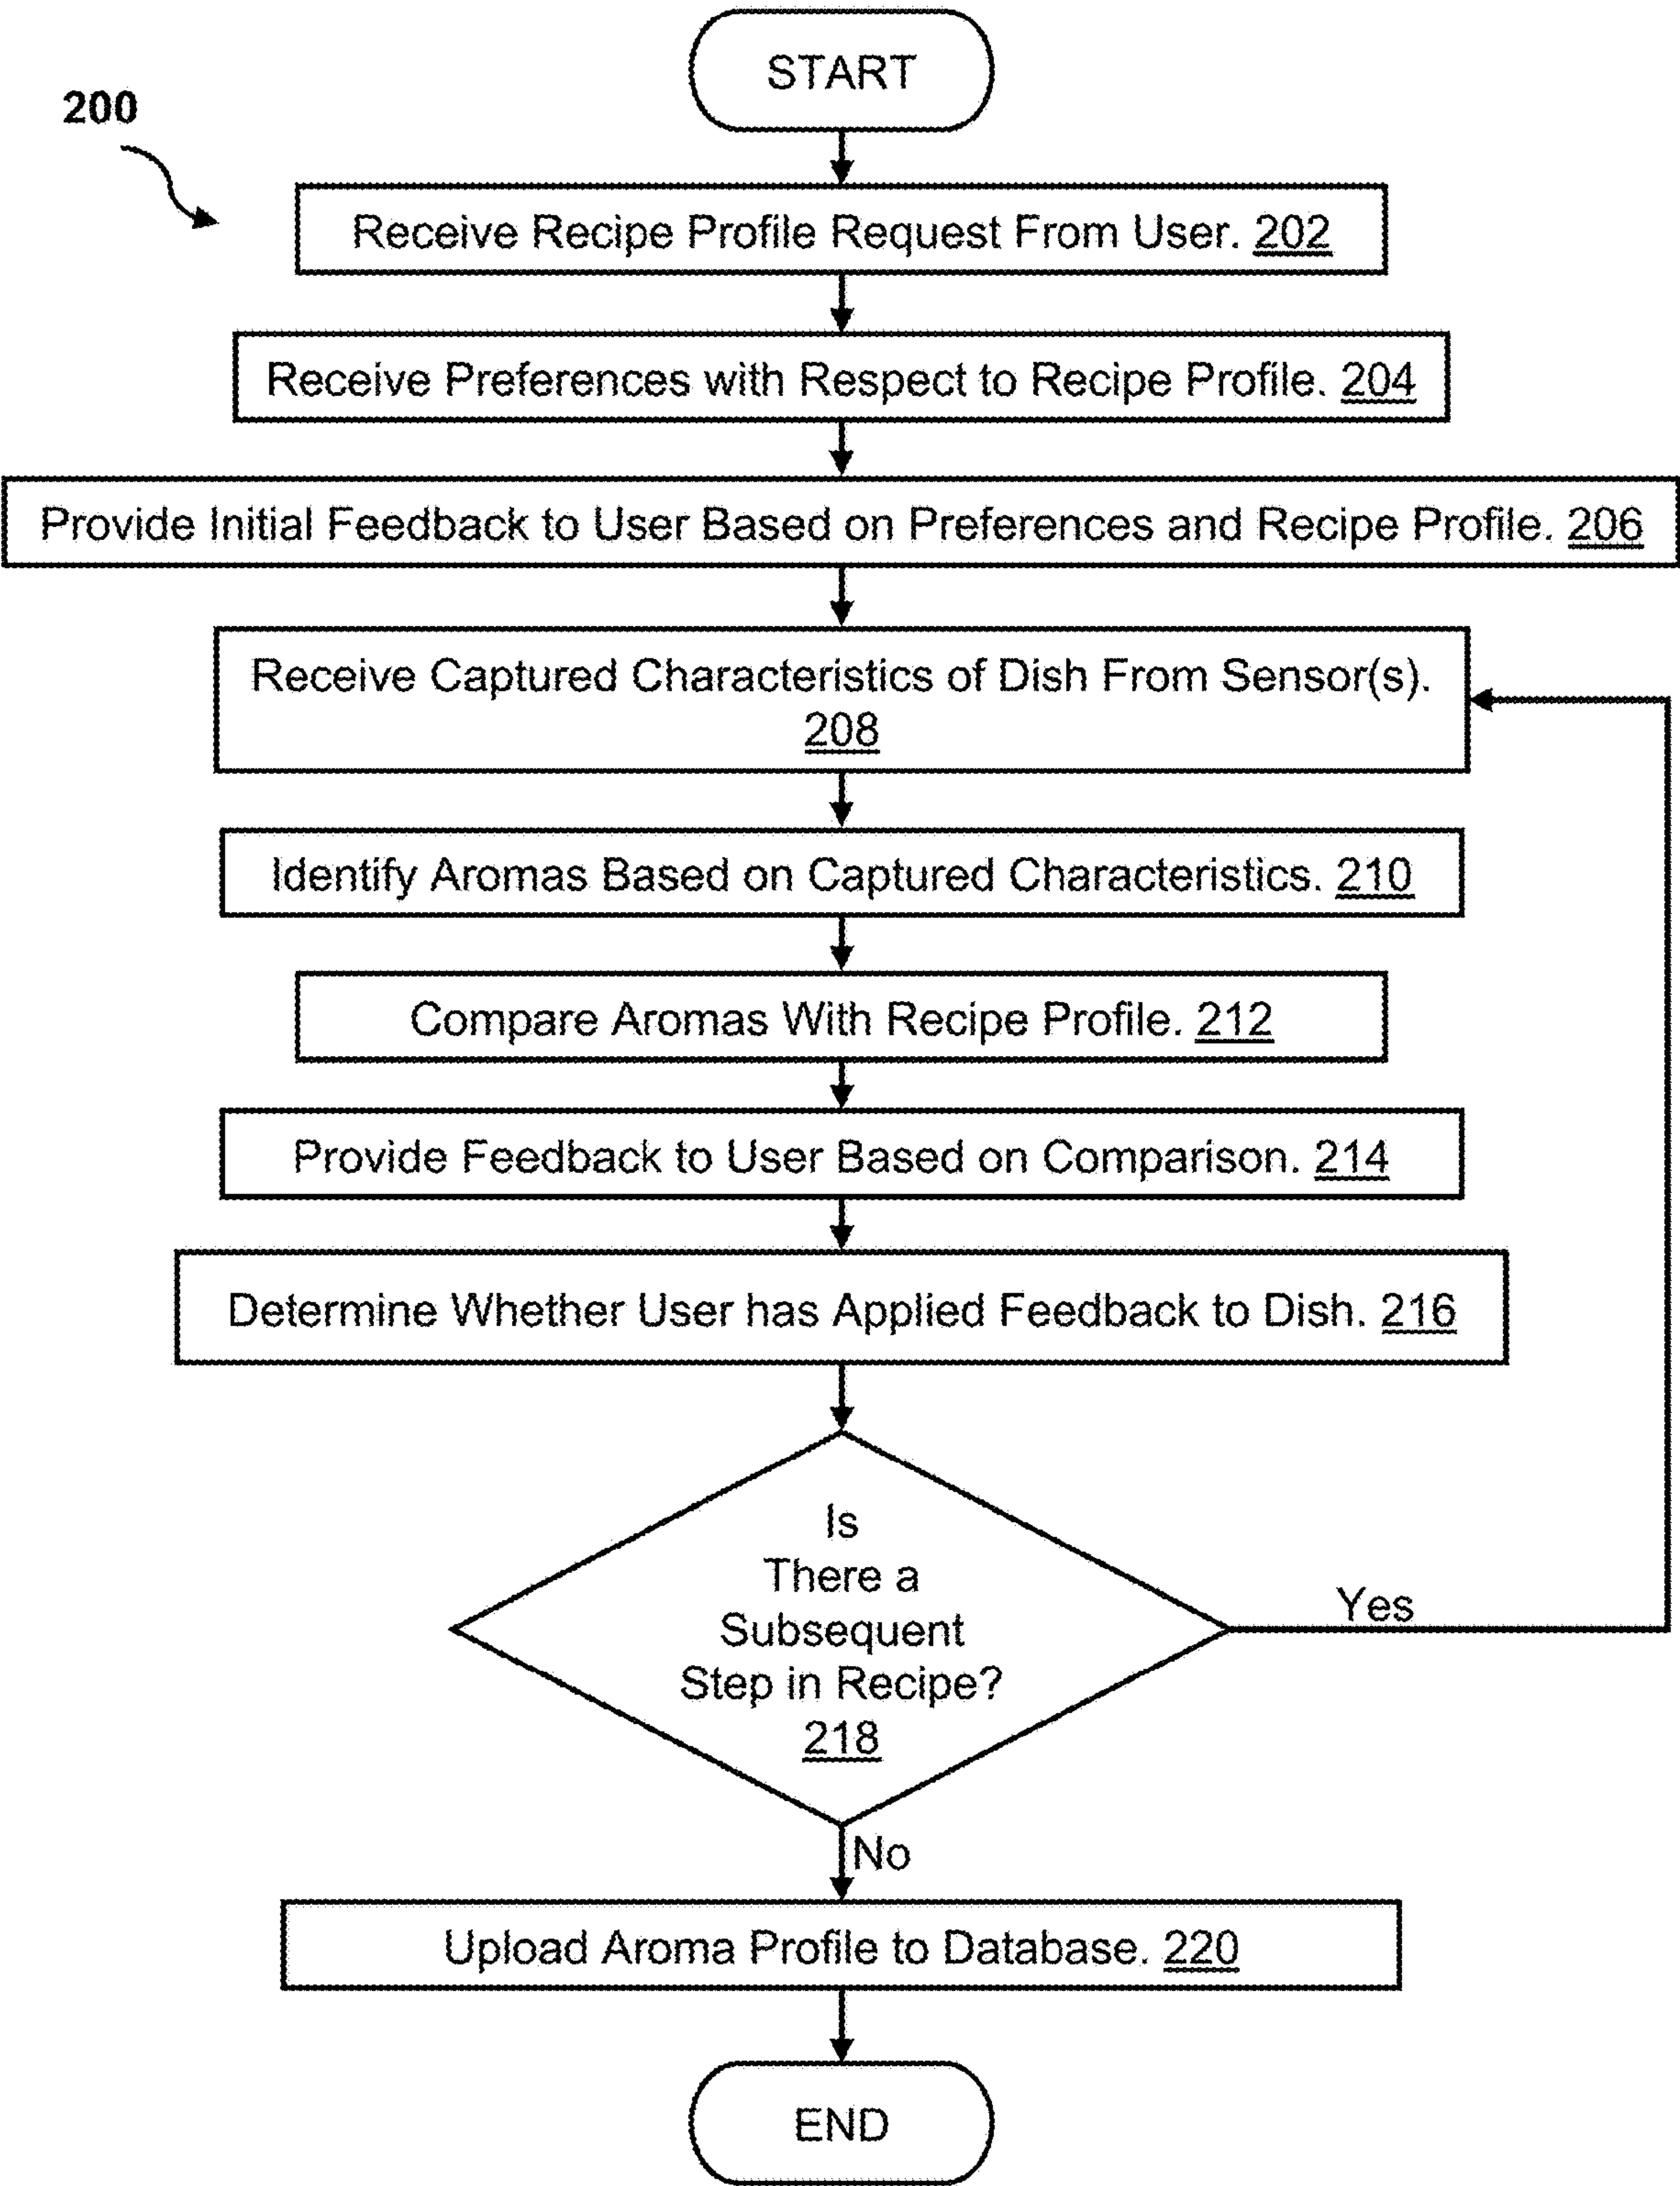 START
200
Receive Recipe Profile Request From User. 202
Receive Preferences with Respect to Recipe Profile. 204
Provide Initial Feedback to User Based on Preferences and Recipe Profile. 206
Receive Captured Characteristics of Dish From Sensor(s).
208
Identify Aromas Based on Captured Characteristics. 210
Compare Aromas With Recipe Profile. 212
Provide Feedback to User Based on Comparison. 214
Determine Whether User has Applied Feedback to Dish. 216
Is
There a
Subsequent
Step in Recipe?
218
Yes
No
Upload Aroma Profile to Database. 220
END